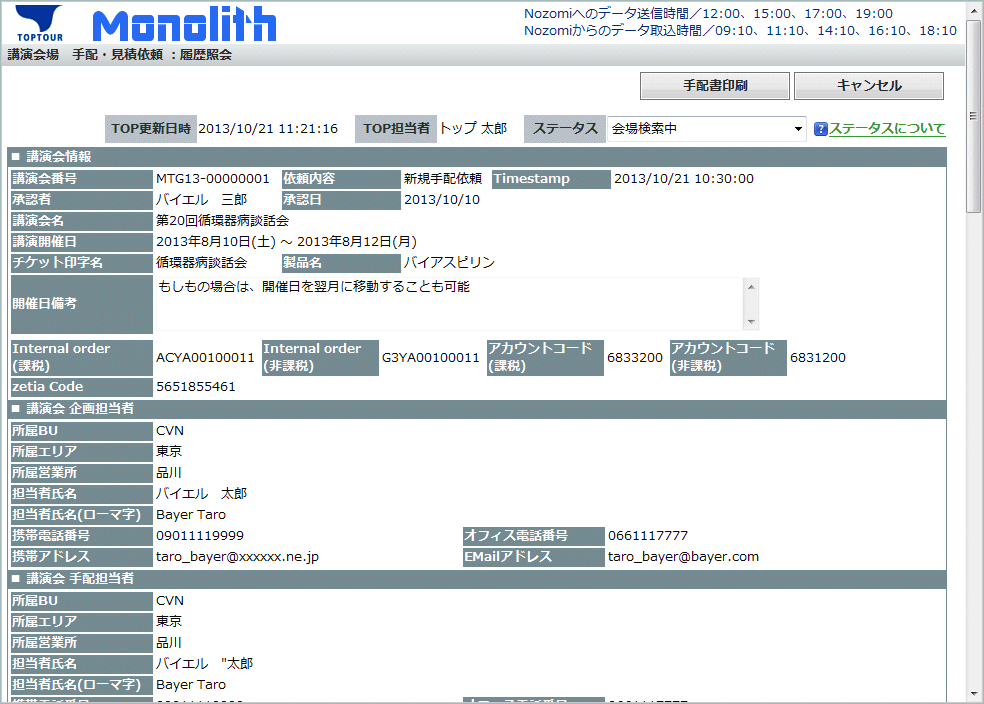 TOPTOUR Monolith
Nozomiへのデータ送信時間／12:00、15:00、17:00、19:00
Nozomiからのデータ取込時間／09:10、11:10、14:10、16:10、18:10
講演会場 手配・見積依頼 ：履歴照会
手配書印刷 キャンセル
TOP更新日時 2013/10/21 11:21:16 TOP担当者 トップ 太郎 ステータス 会場検索中 ? ステータスについて
■ 講演会情報
講演会番号 MTG13-00000001 依頼内容 新規手配依頼 Timestamp 2013/10/21 10:30:00
承認者 バイエル 三郎 承認日 2013/10/10
講演会名 第20回循環器病談話会
講演開催日 2013年8月10日(土) ～ 2013年8月12日(月)
チケット印字名 循環器病談話会 製品名 バイアスピリン
開催日備考 もしもの場合は、開催日を翌月に移動することも可能
Internal order (課税) ACYA00100011 Internal order (非課税) G3YA00100011 アカウントコード (課税) 6833200 アカウントコード (非課税) 6831200
zetia Code 5651855461
■ 講演会 企画担当者
所属BU CVN
所属エリア 東京
所属営業所 品川
担当者氏名 バイエル 太郎
担当者氏名(ローマ字) Bayer Taro
携帯電話番号 09011119999 オフィス電話番号 0661117777
携帯アドレス taro_bayer@xxxxxx.ne.jp EMailアドレス taro_bayer@bayer.com
■ 講演会 手配担当者
所属BU CVN
所属エリア 東京
所属営業所 品川
担当者氏名 バイエル "太郎
担当者氏名(ローマ字) Bayer Taro